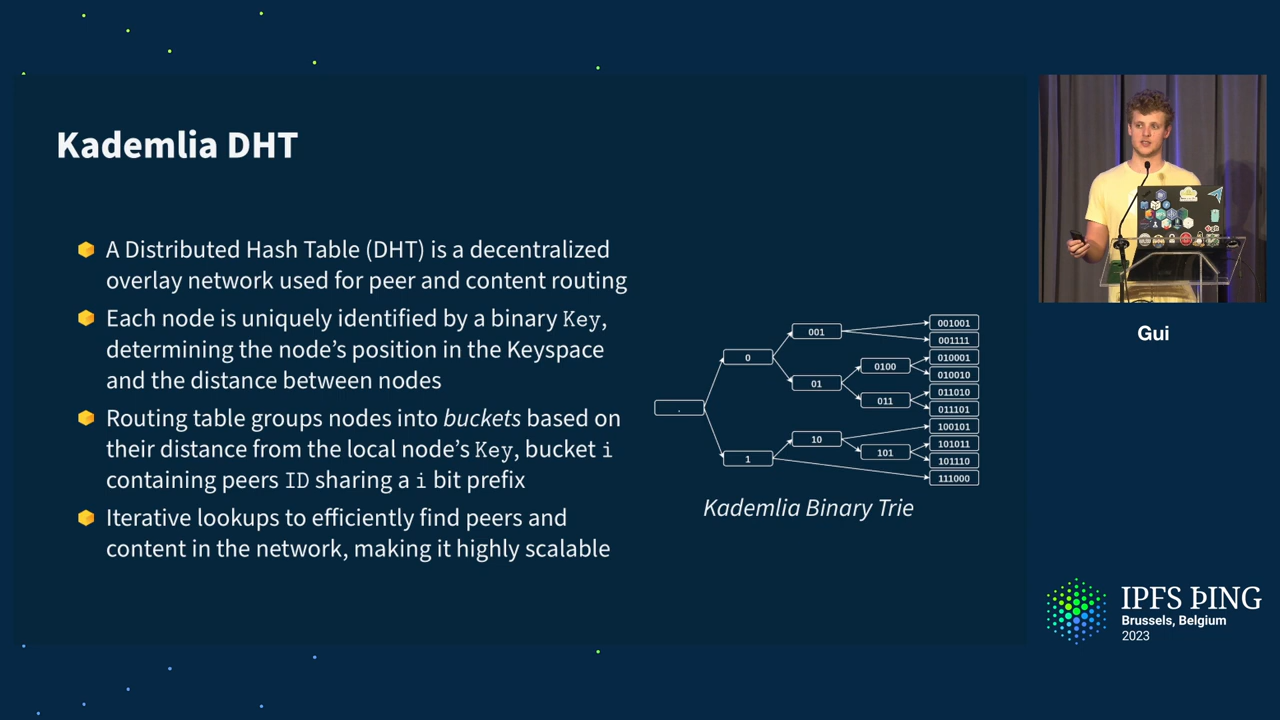 Kademlia DHT
A Distributed Hash Table (DHT) is a decentralized
overlay network used for peer and content routing
Each node is uniquely identified by a binary Key,
determining the node’s position in the Keyspace
and the distance between nodes
Routing table groups nodes into buckets based on
their distance from the local node’s Key, bucket i
containing peers ID sharing a i bit prefix
Iterative lookups to efficiently find peers and
content in the network, making it highly scalable
.
0
1
001
01
10
0100
011
101
001001
001111
010001
010010
011010
011101
100101
101011
101110
111000
Kademlia Binary Trie
Gui
IPFS ÞING
Brussels, Belgium
2023